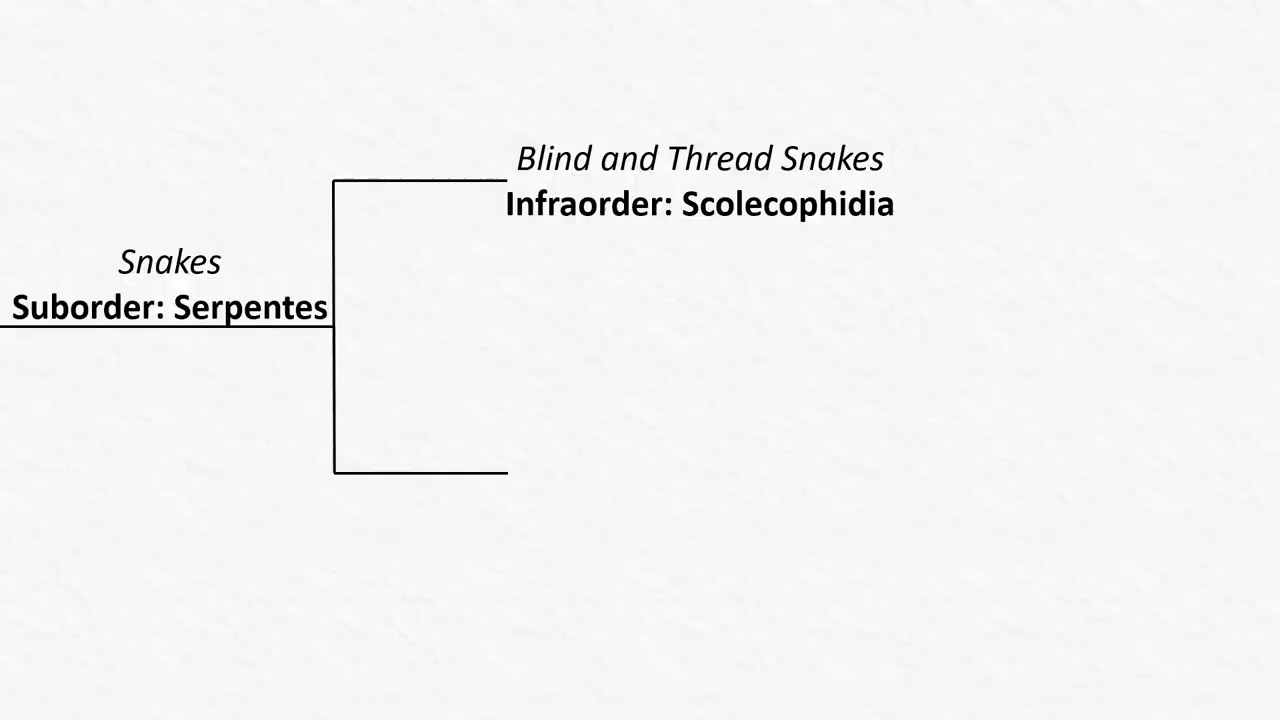 Blind and Thread Snakes
Infraorder: Scolecophidia
Snakes
Suborder: Serpentes